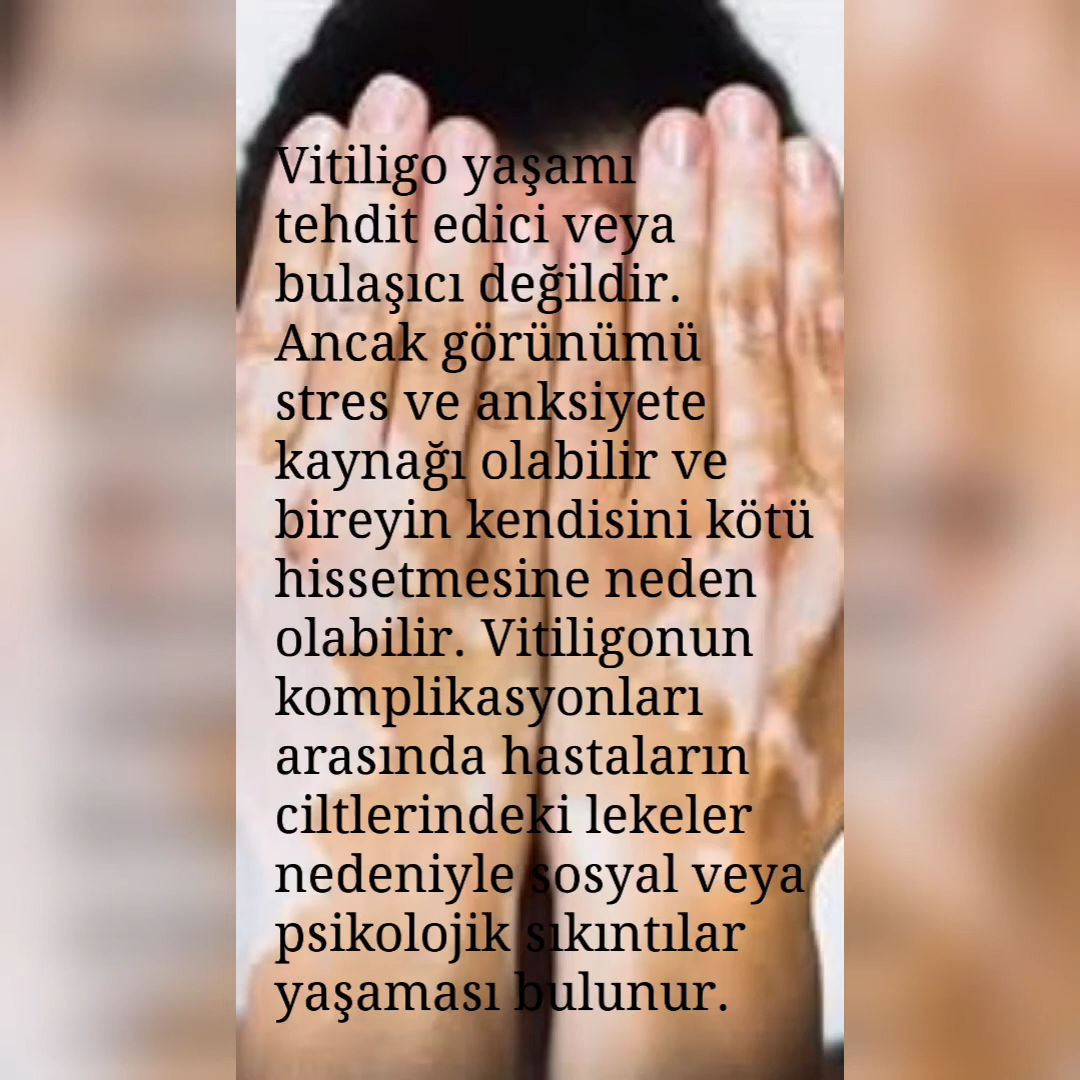 Vitiligo yaşamı
tehdit edici veya
bulaşıcı değildir.
Ancak görünümü
stres ve anksiyete
kaynağı olabilir ve
bireyin kendisini kötü
hissetmesine neden
olabilir. Vitiligonun
komplikasyonları
arasında hastaların
ciltlerindeki lekeler
nedeniyle sosyal veya
psikolojik sıkıntılar
yaşaması bulunur.